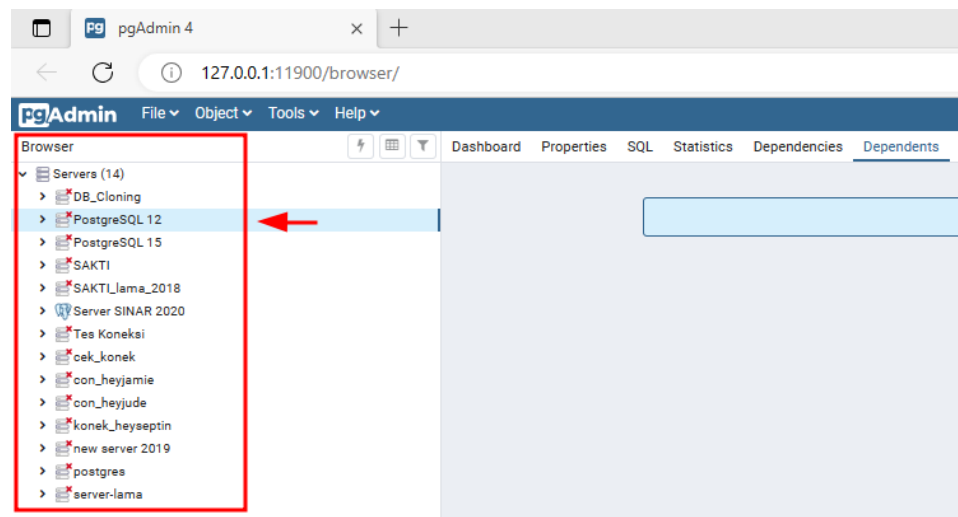 pgAdmin 4
127.0.0.1:11900/browser/
pgAdmin File Object Tools Help
Browser Dashboard Properties SQL Statistics Dependencies Dependents
Servers (14)
DB_Cloning
PostgreSQL 12
PostgreSQL 15
SAKTI
SAKTI_lama_2018
Server SINAR 2020
Tes Koneksi
cek_konek
con_heyjamie
con_heyjude
konek_heyseptin
new server 2019
postgres
server-lama